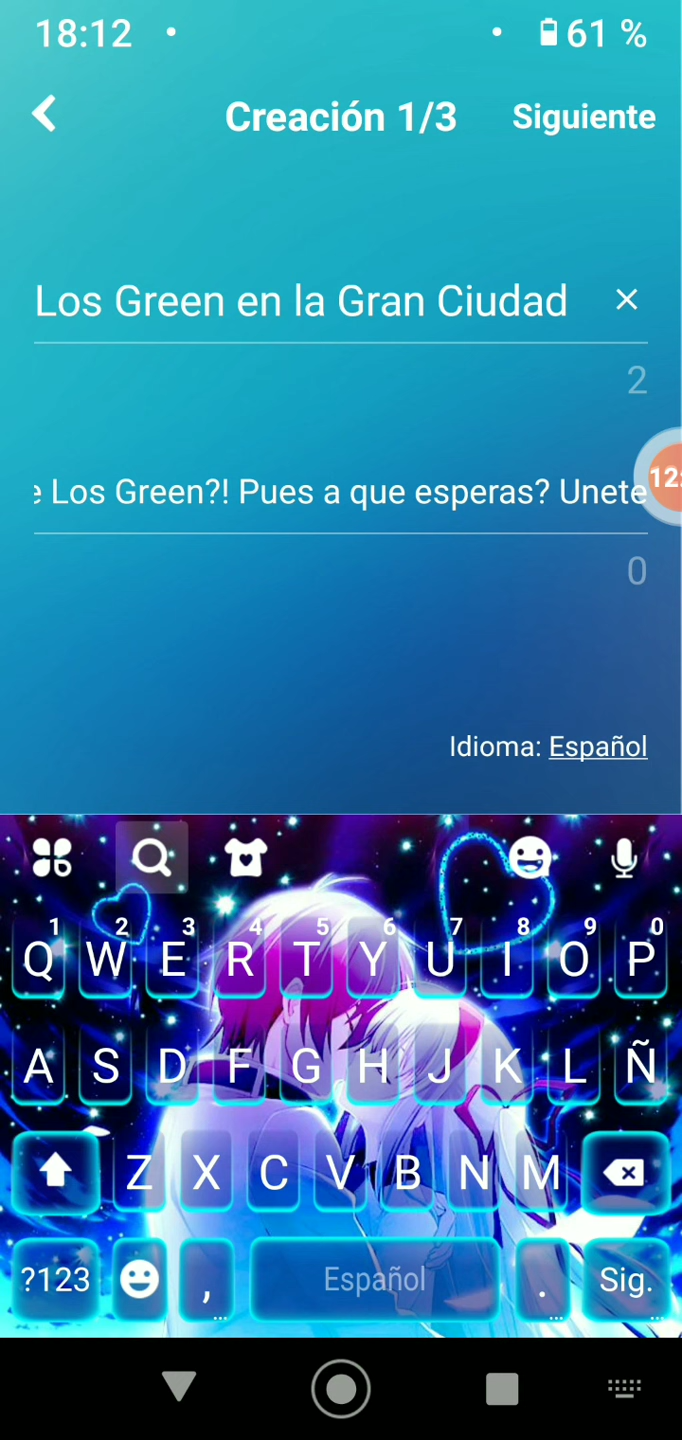 18:12 61 %
Creación 1/3 Siguiente
Los Green en la Gran Ciudad
2
e Los Green?! Pues a que esperas? Unete
12:
0
Idioma: Español
1 2 3 4 5 6 7 8 9 0
Q W E R T Y U I O P
A S D F G H J K L Ñ
Z X C V B N M
?123 , Español . Sig.